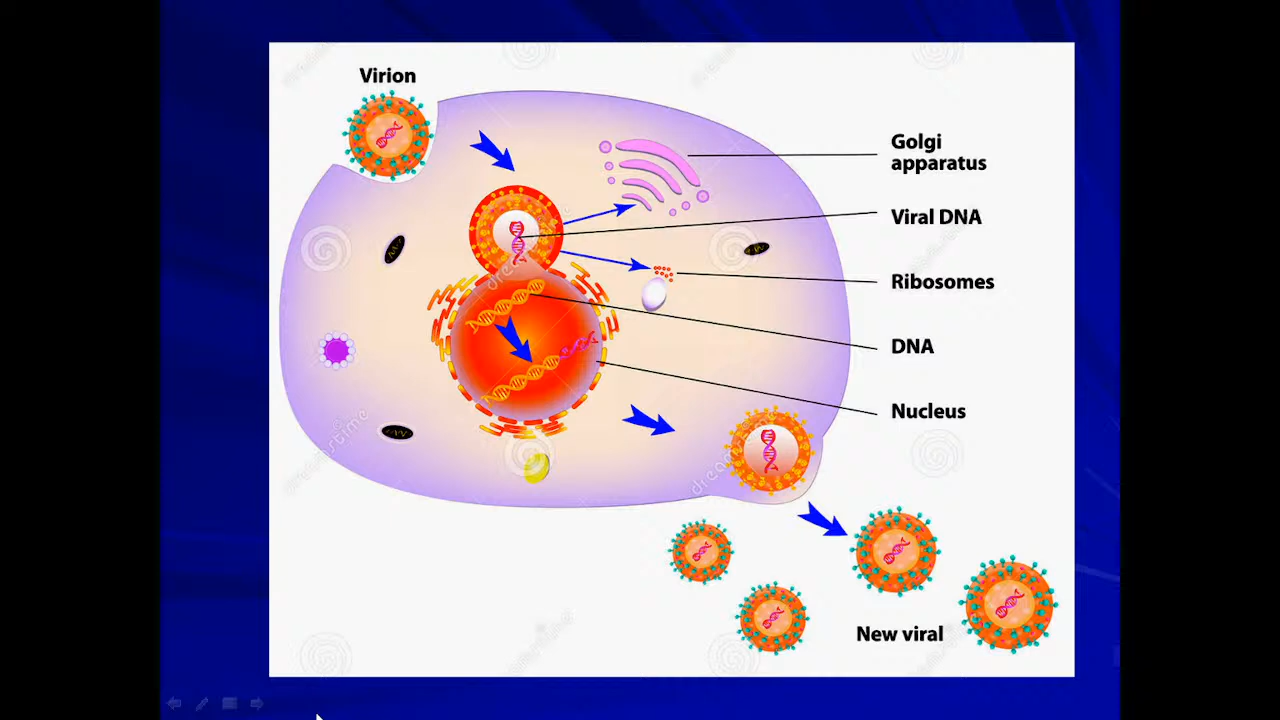 Virion
Golgi
apparatus
Viral DNA
Ribosomes
DNA
Nucleus
New viral